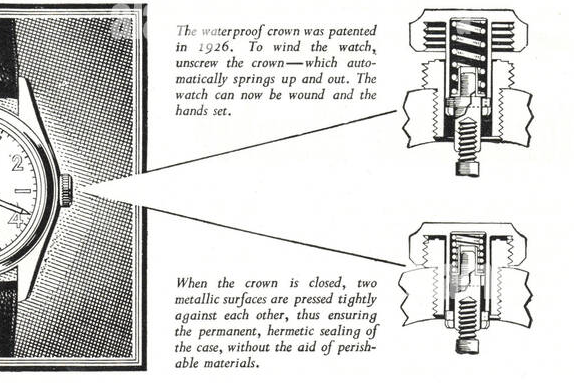 The waterproof crown was patented
in 1926. To wind the watch,
unscrew the crown—which auto-
matically springs up and out. The
watch can now be wound and the
hands set.
2
4
When the crown is closed, two
metallic surfaces are pressed tightly
against each other, thus ensuring
the permanent, hermetic sealing of
the case, without the aid of perish-
able materials.